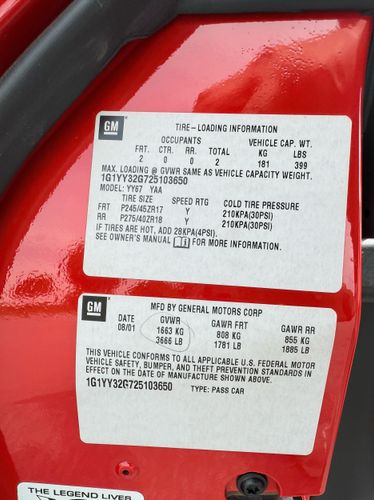 GM
TIRE-LOADING INFORMATION
OCCUPANTS VEHICLE CAP. WT.
FRT. CTR. RR. TOTAL KG LBS
2 0 0 2 181 399
MAX. LOADING @ GVWR SAME AS VEHICLE CAPACITY WEIGHT.
1G1YY32G725103650
MODEL: YY67 YAA
TIRE SIZE SPEED RTG COLD TIRE PRESSURE
FRT P245/45ZR17 Y 210KPA(30PSI)
RR P275/40ZR18 Y 210KPA(30PSI)
IF TIRES ARE HOT, ADD 28KPA(4PSI).
SEE OWNER'S MANUAL i FOR MORE INFORMATION.
GM
MFD BY GENERAL MOTORS CORP
DATE GVWR GAWR FRT GAWR RR
08/01 1663 KG 808 KG 855 KG
3666 LB 1781 LB 1885 LB
THIS VEHICLE CONFORMS TO ALL APPLICABLE U.S. FEDERAL MOTOR
VEHICLE SAFETY, BUMPER, AND THEFT PREVENTION STANDARDS IN
EFFECT ON THE DATE OF MANUFACTURE SHOWN ABOVE.
1G1YY32G725103650 TYPE: PASS CAR
THE LEGEND LIVES